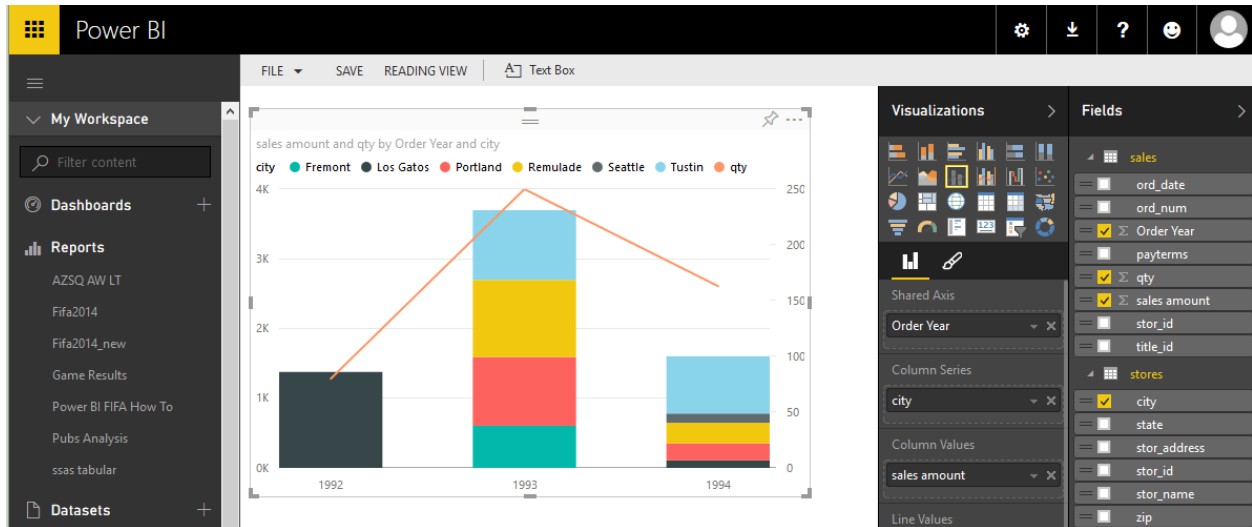 Power BI
?
FILE SAVE READING VIEW A Text Box
My Workspace
Filter content
Dashboards
Reports
AZSQ AW LT
Fifa2014
Fifa2014_new
Game Results
Power BI FIFA How To
Pubs Analysis
ssas tabular
Datasets
sales amount and qty by Order Year and city
city Fremont Los Gatos Portland Remulade Seattle Tustin qty
4K 250
200
3K
150
2K
100
1K
50
0K 0
1992 1993 1994
Visualizations
123
Shared Axis
Order Year
Column Series
city
Column Values
sales amount
Line Values
Fields
sales
ord_date
ord_num
Σ Order Year
payterms
Σ qty
Σ sales amount
stor_id
title_id
stores
city
state
stor_address
stor_id
stor_name
zip